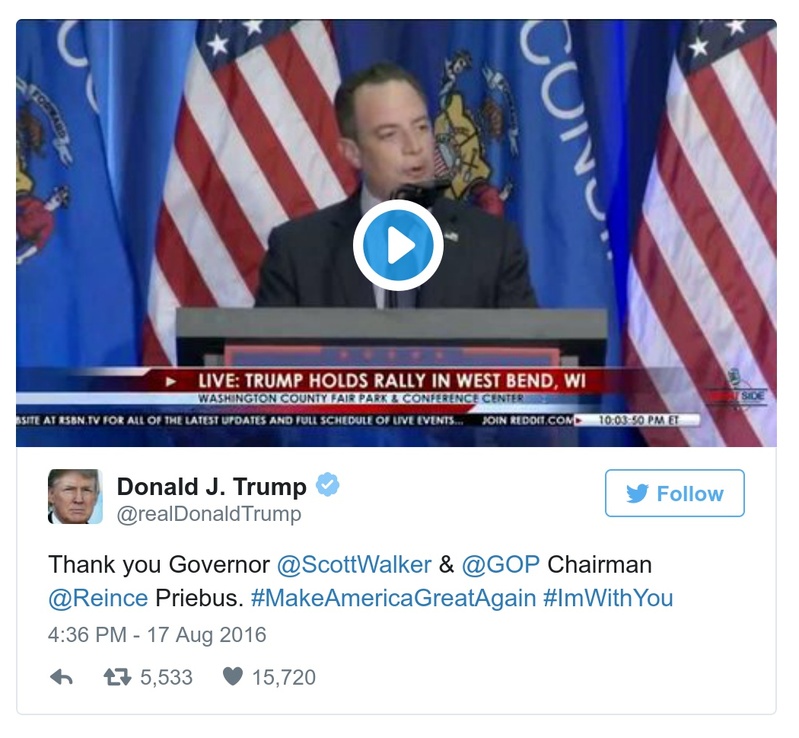 CONS
LIVE: TRUMP HOLDS RALLY IN WEST BEND, WI
WASHINGTON COUNTY FAIR PARK & CONFERENCE CENTER
BSITE AT RSBN.TV FOR ALL OF THE LATEST UPDATES AND FULL SCHEDULE OF LIVE EVENTS... JOIN REDDIT.COM 10:03:50 PM ET
SIDE
Donald J. Trump
@realDonaldTrump
Follow
Thank you Governor @ScottWalker & @GOP Chairman
@Reince Priebus. #MakeAmericaGreatAgain #ImWithYou
4:36 PM - 17 Aug 2016
5,533 15,720